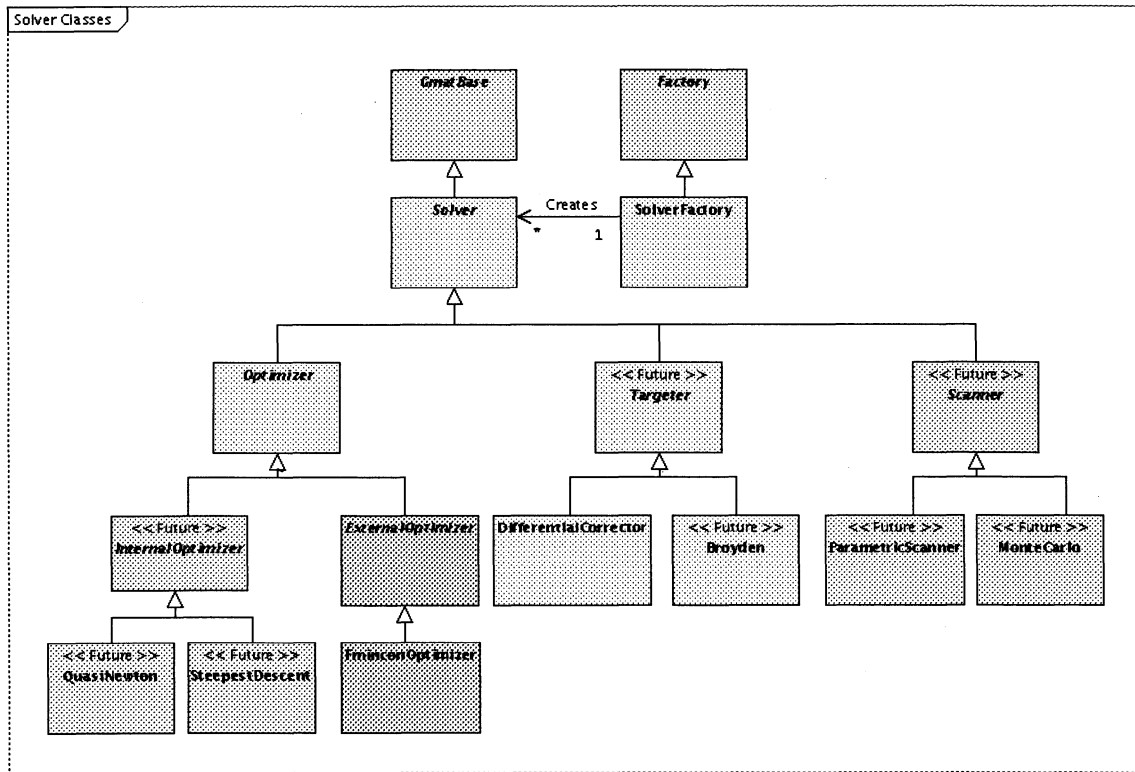 Solver Classes
GmatBase
Factory
Solver
Creates
SolverFactory
*
1
Optimizer
<< Future >>
Targeter
<< Future >>
Scanner
<< Future >>
InternalOptimizer
ExternalOptimizer
DifferentialCorrector
<< Future >>
Broyden
<< Future >>
ParametricScanner
<< Future >>
MonteCarlo
<< Future >>
QuasiNewton
<< Future >>
SteepestDescent
FminconOptimizer